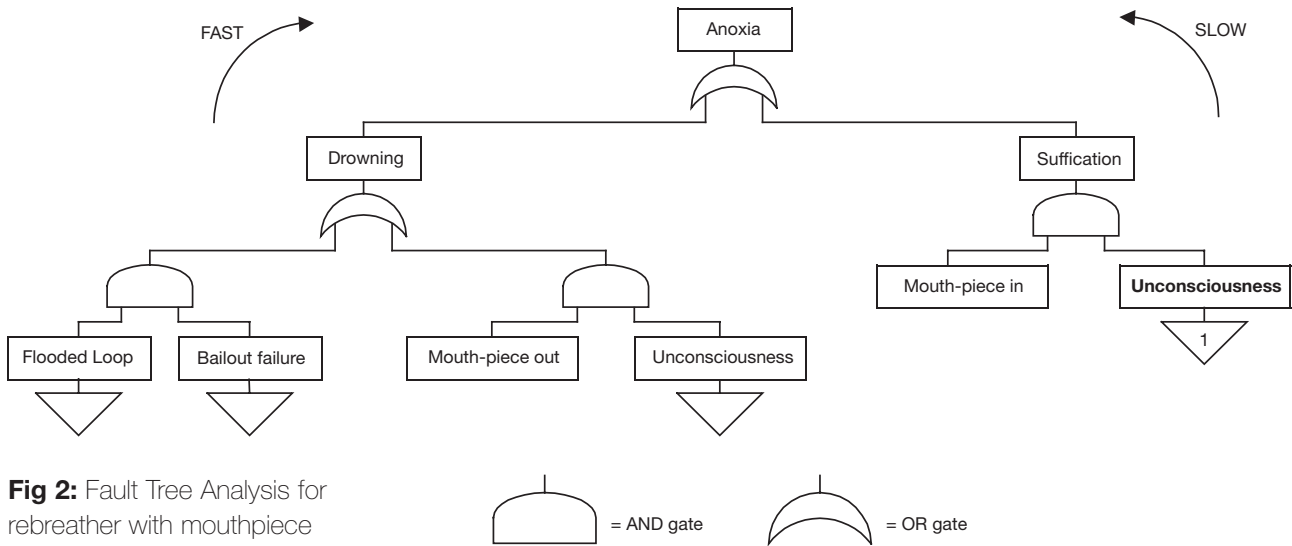 Anoxia
FAST
SLOW
Drowning
Suffication
Mouth-piece in
Unconsciousness
1
Flooded Loop
Bailout failure
Mouth-piece out
Unconsciousness
Fig 2: Fault Tree Analysis for
rebreather with mouthpiece
= AND gate
= OR gate